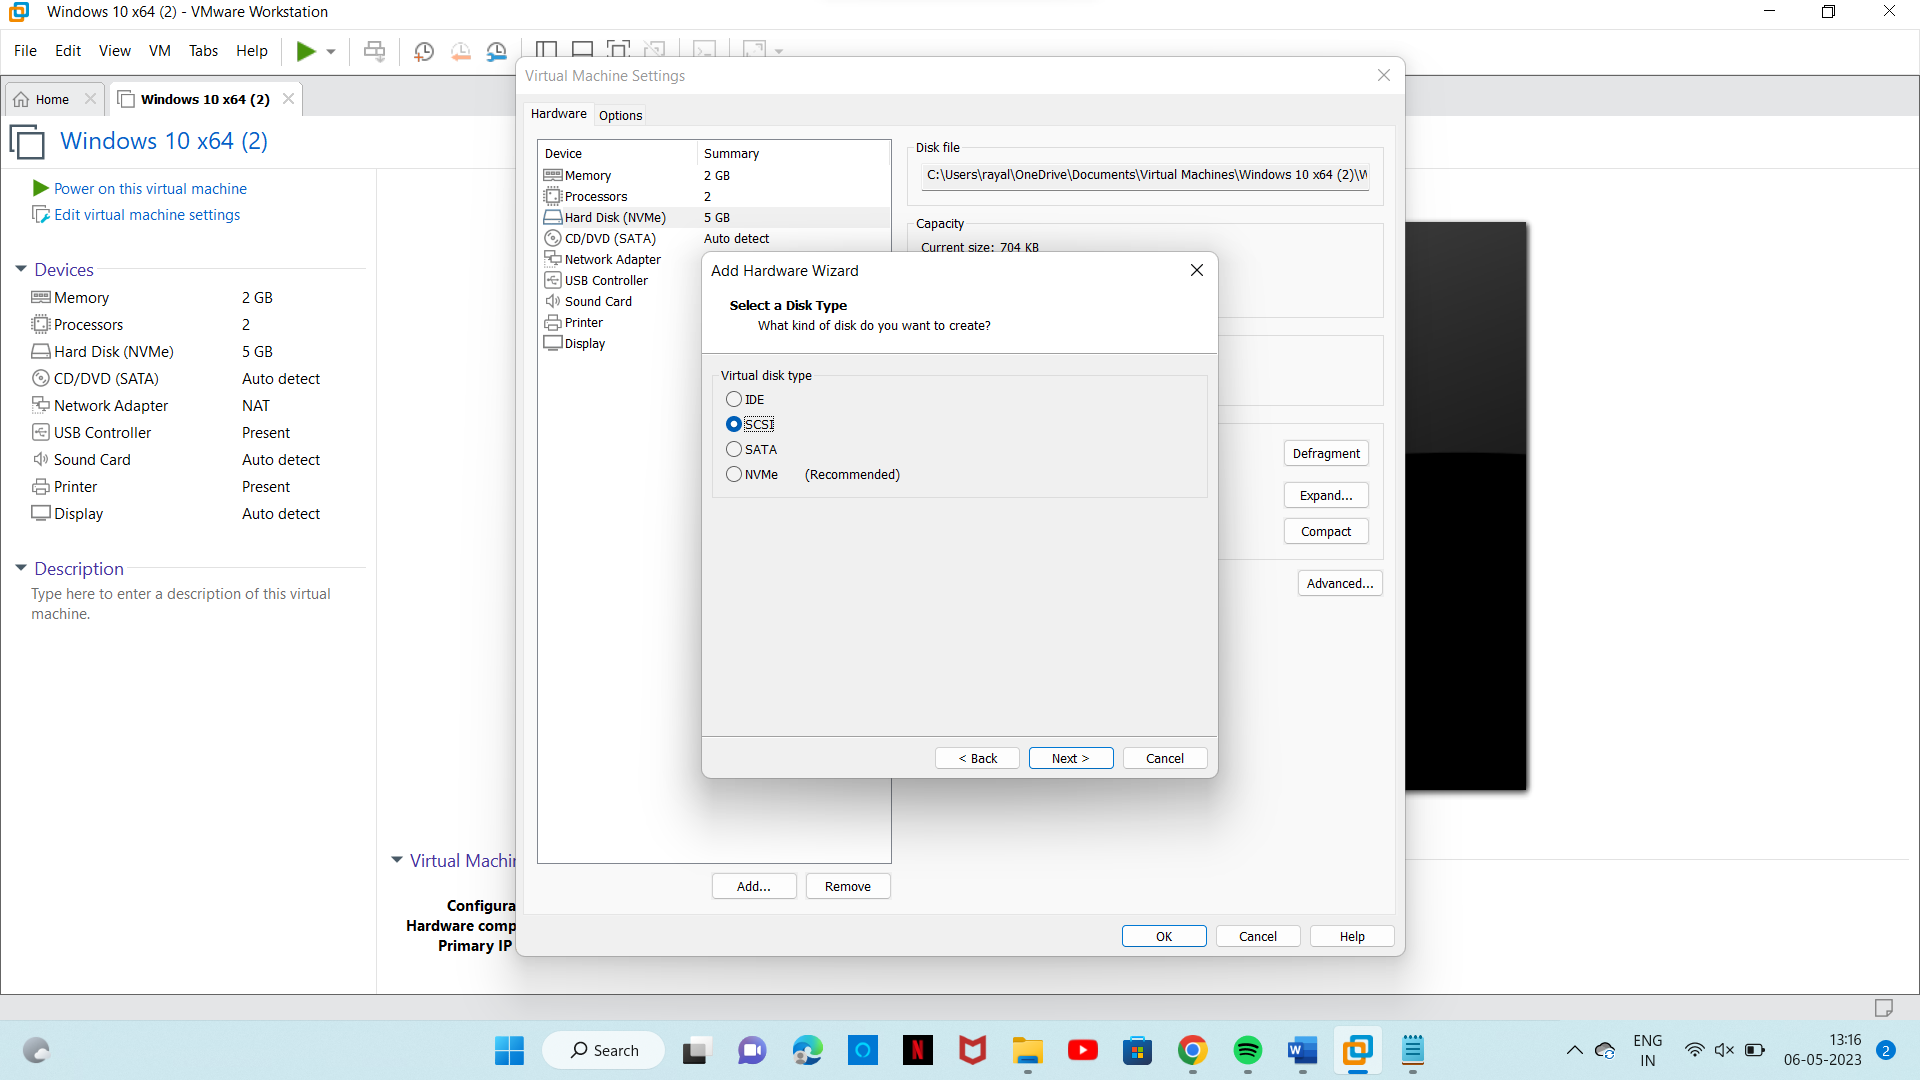 Windows 10 x64 (2) - VMware Workstation
File Edit View VM Tabs Help
Home
Windows 10 x64 (2)
Windows 10 x64 (2)
Power on this virtual machine
Edit virtual machine settings
Devices
Memory 2 GB
Processors 2
Hard Disk (NVMe) 5 GB
CD/DVD (SATA) Auto detect
Network Adapter NAT
USB Controller Present
Sound Card Auto detect
Printer Present
Display Auto detect
Description
Type here to enter a description of this virtual
machine.
Virtual Machin
Configura
Hardware comp
Primary IP
Virtual Machine Settings
Hardware Options
Device Summary
Memory 2 GB
Processors 2
Hard Disk (NVMe) 5 GB
CD/DVD (SATA) Auto detect
Network Adapter
USB Controller
Sound Card
Printer
Display
Add... Remove
Disk file
C:\Users\rayal\OneDrive\Documents\Virtual Machines\Windows 10 x64 (2)\W
Capacity
Current size: 704 KB
Defragment
Expand...
Compact
Advanced...
OK Cancel Help
Add Hardware Wizard
Select a Disk Type
What kind of disk do you want to create?
Virtual disk type
IDE
SCSI
SATA
NVMe (Recommended)
< Back Next > Cancel
Search
ENG
IN
13:16
06-05-2023
2